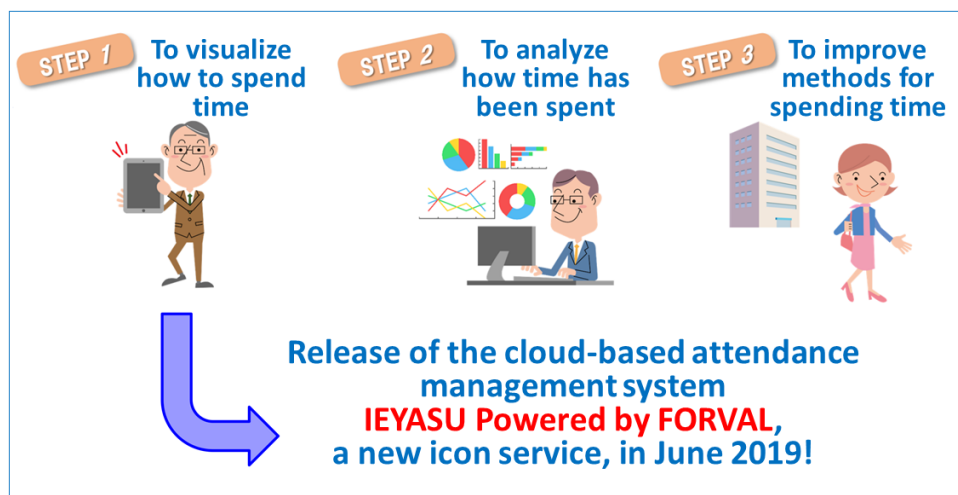 STEP 1
To visualize
how to spend
time
STEP 2
To analyze
how time has
been spent
STEP 3
To improve
methods for
spending time
Release of the cloud-based attendance
management system
IEYASU Powered by FORVAL,
a new icon service, in June 2019!